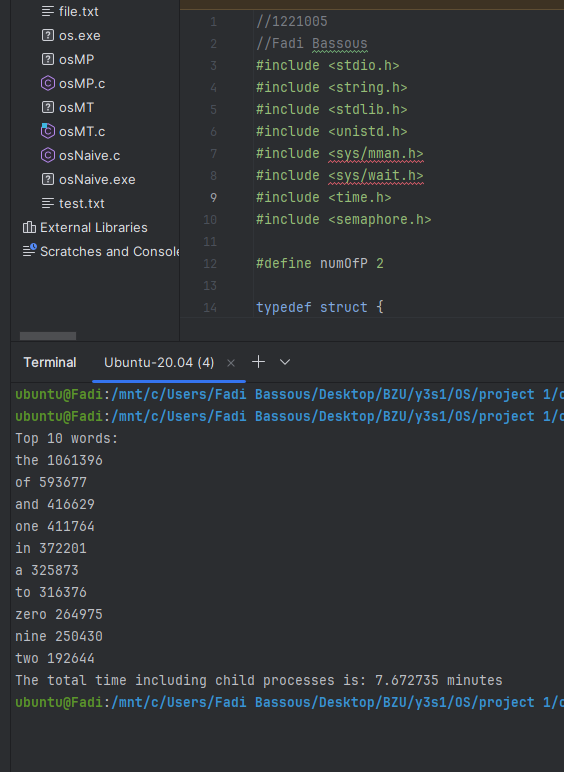 file.txt
os.exe
osMP
osMP.c
osMT
osMT.c
osNaive.c
osNaive.exe
test.txt
External Libraries
Scratches and Console
1 //1221005
2 //Fadi Bassous
3 #include <stdio.h>
4 #include <string.h>
5 #include <stdlib.h>
6 #include <unistd.h>
7 #include <sys/mman.h>
8 #include <sys/wait.h>
9 #include <time.h>
10 #include <semaphore.h>
11
12 #define numOfP 2
13
14 typedef struct {
Terminal Ubuntu-20.04 (4)
ubuntu@Fadi:/mnt/c/Users/Fadi Bassous/Desktop/BZU/y3s1/OS/project 1/
ubuntu@Fadi:/mnt/c/Users/Fadi Bassous/Desktop/BZU/y3s1/OS/project 1/
Top 10 words:
the 1061396
of 593677
and 416629
one 411764
in 372201
a 325873
to 316376
zero 264975
nine 250430
two 192644
The total time including child processes is: 7.672735 minutes
ubuntu@Fadi:/mnt/c/Users/Fadi Bassous/Desktop/BZU/y3s1/OS/project 1/